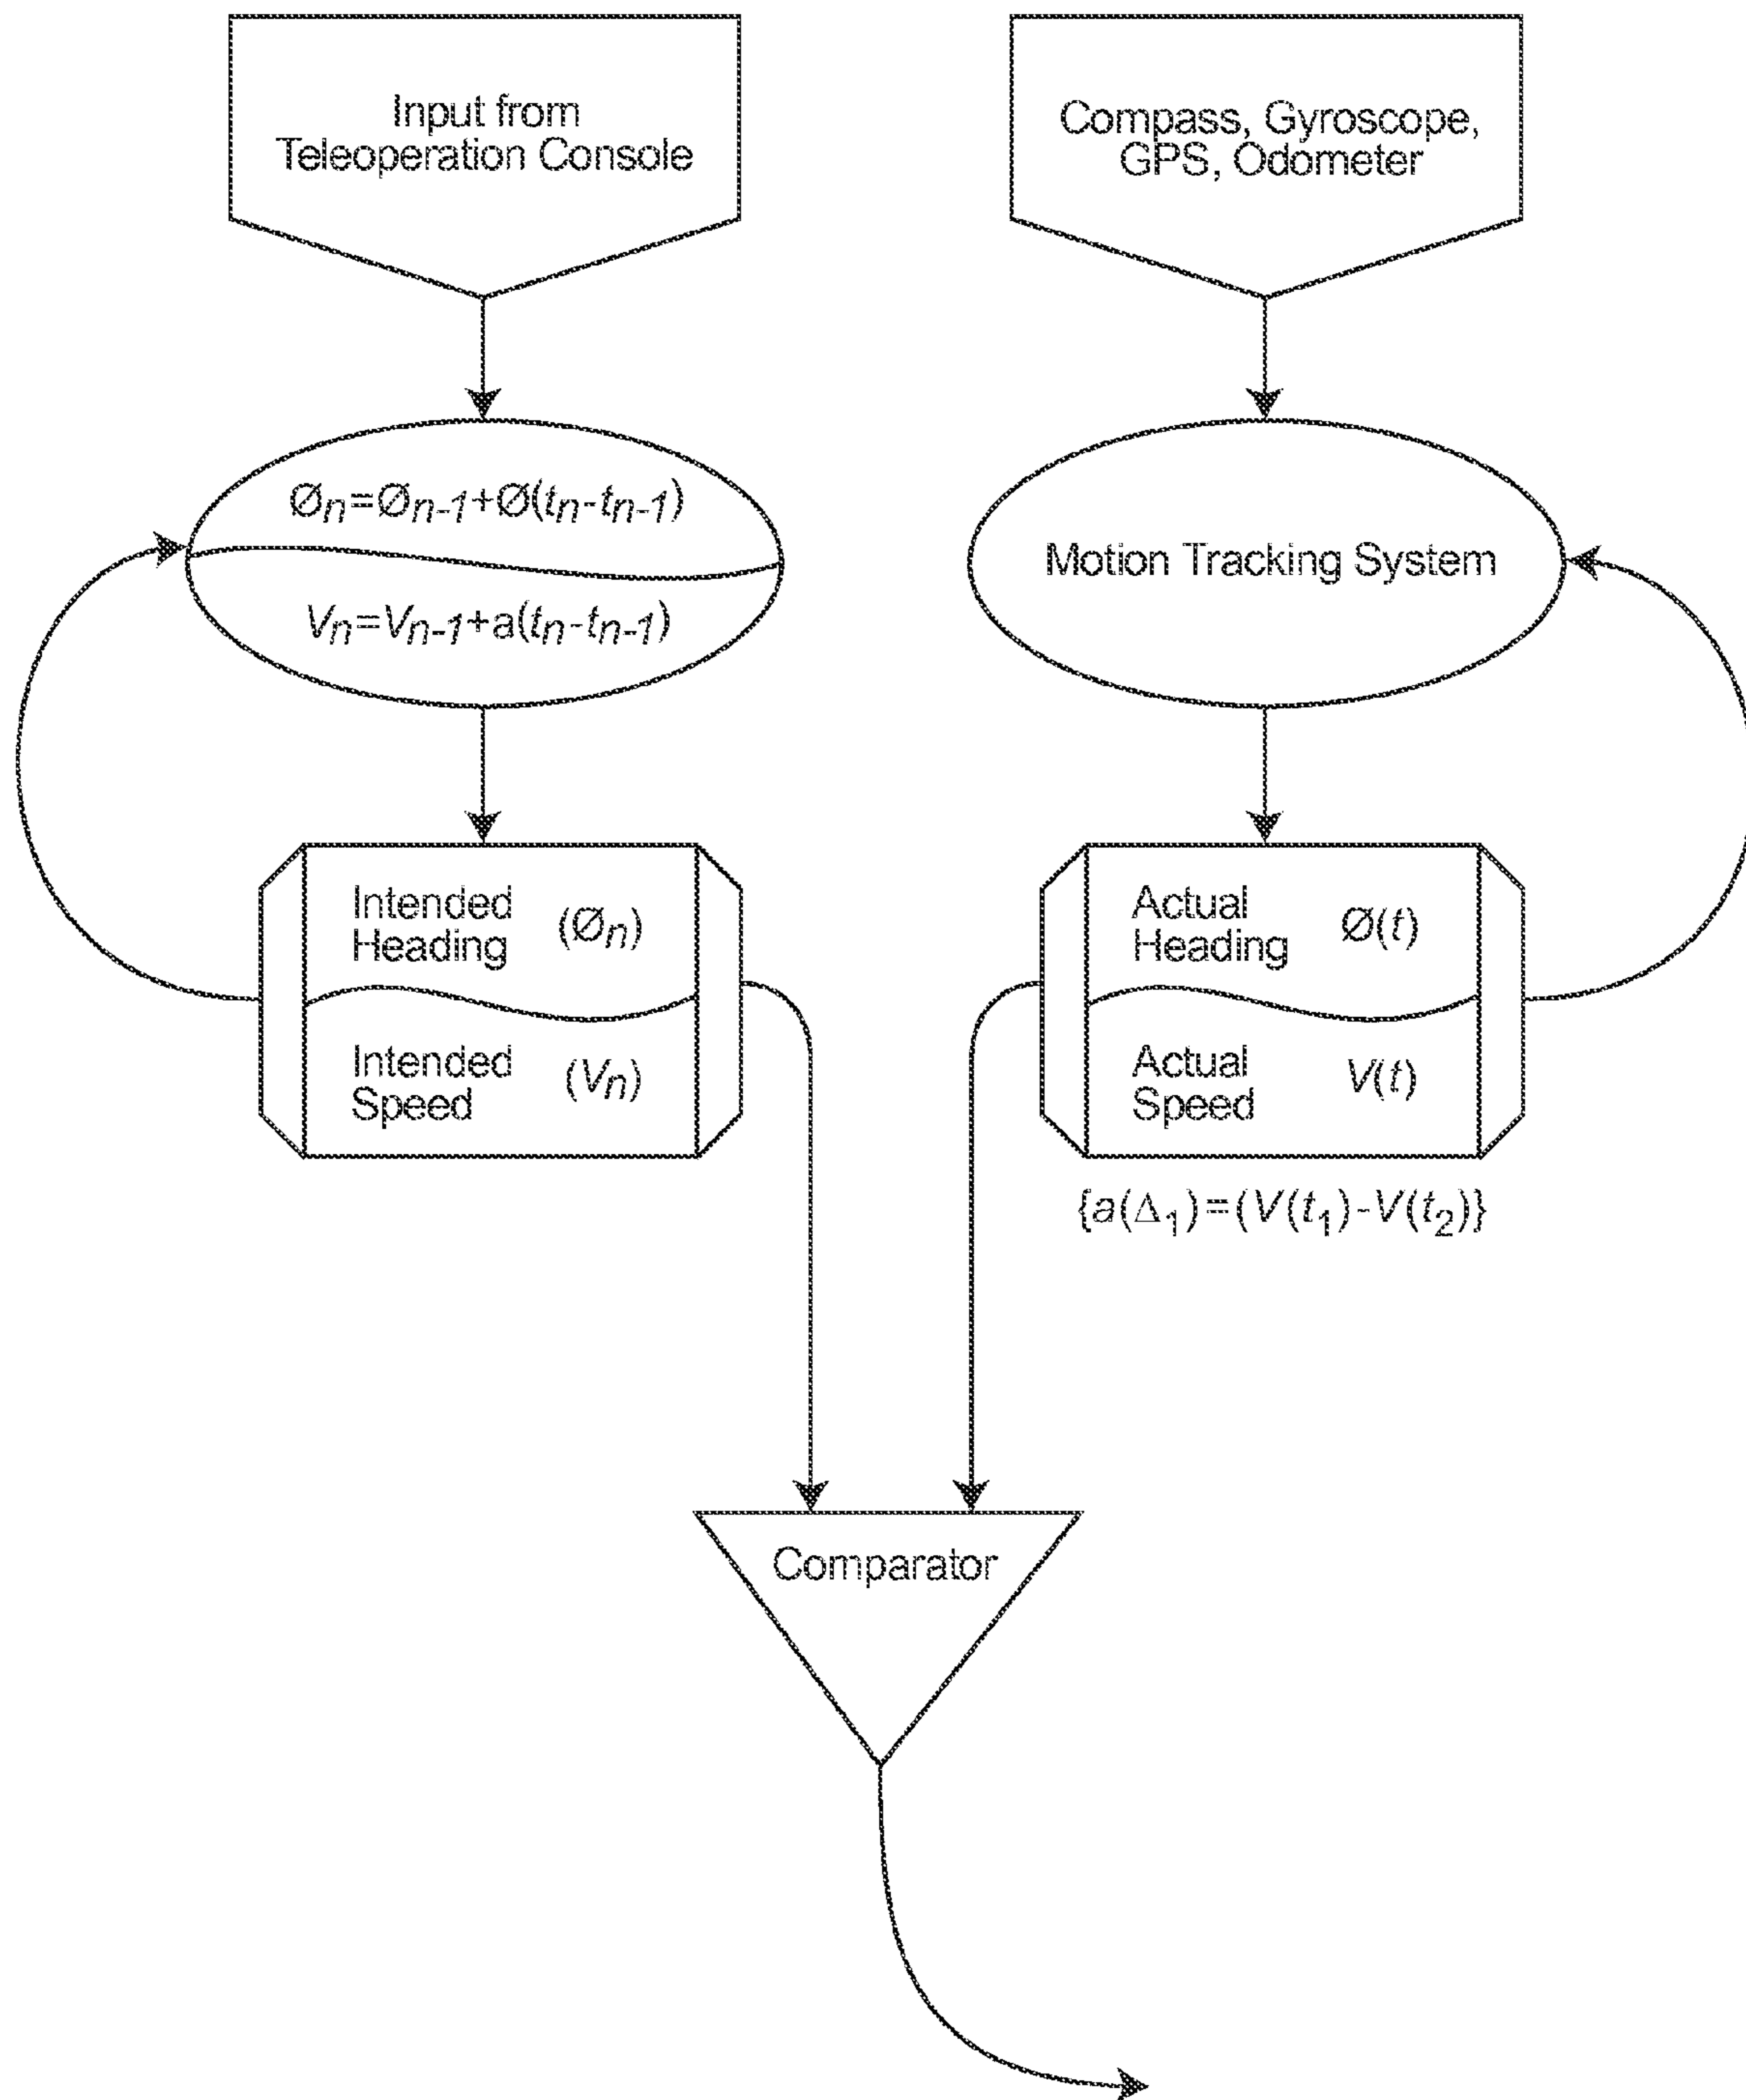 Input from
Teleoperation Console
Compass, Gyroscope,
GPS, Odometer
Øn=Øn-1+Ø(tn-tn-1)
Vn=Vn-1+a(tn-tn-1)
Motion Tracking System
Intended
Heading (Øn)
Intended
Speed (Vn)
Actual
Heading Ø(t)
Actual
Speed V(t)
{a(Δ1)=(V(t1)-V(t2)}
Comparator